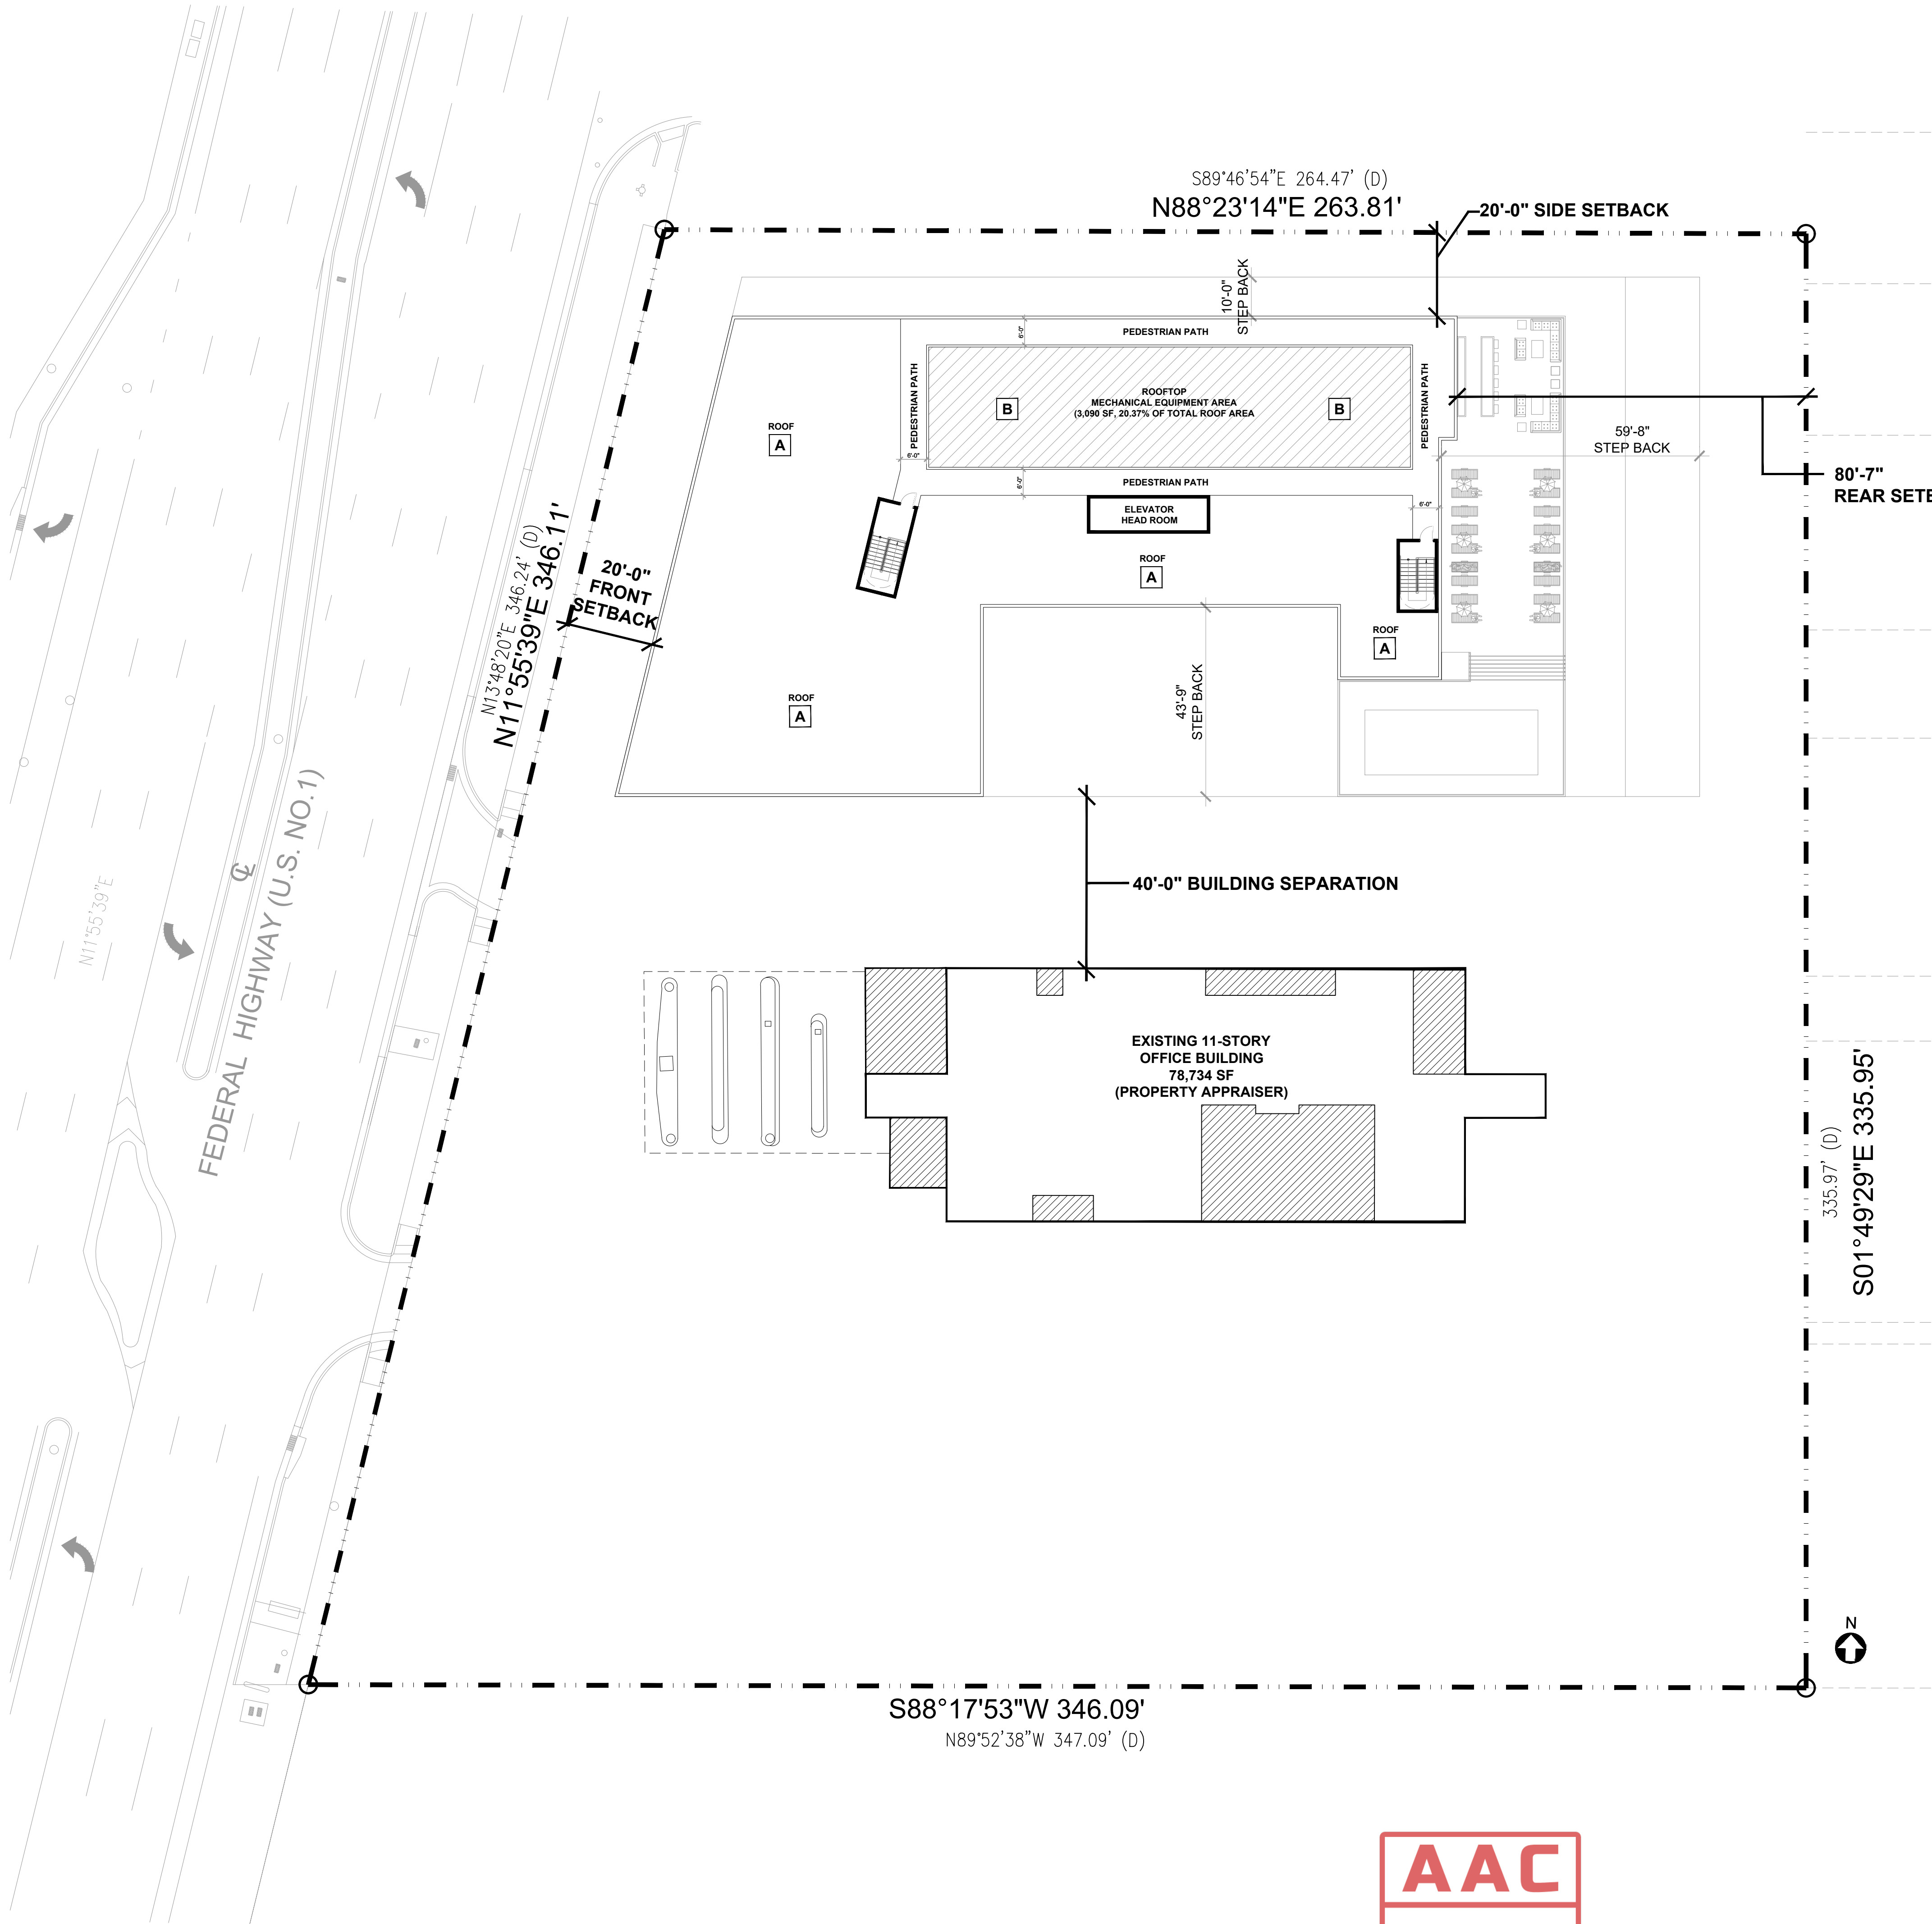 S89°46'54"E 264.47' (D)
N88°23'14"E 263.81'
20'-0" SIDE SETBACK
10'-0"
STEP BACK
PEDESTRIAN PATH
6'-0"
PEDESTRIAN PATH
ROOFTOP
MECHANICAL EQUIPMENT AREA
(3,090 SF, 20.37% OF TOTAL ROOF AREA
B
B
PEDESTRIAN PATH
ROOF
A
6'-0"
6'-0"
PEDESTRIAN PATH
59'-8"
STEP BACK
80'-7"
ELEVATOR
HEAD ROOM
6'-0"
ROOF
A
20'-0"
FRONT
SETBACK
N13°48'20"E 346.24' (D)
N11°55'39"E 346.11'
ROOF
A
ROOF
A
43'-9"
STEP BACK
40'-0" BUILDING SEPARATION
N11°55'39"E
CL
FEDERAL HIGHWAY (U.S. NO.1)
EXISTING 11-STORY
OFFICE BUILDING
78,734 SF
(PROPERTY APPRAISER)
335.97' (D)
S01°49'29"E 335.95'
N
S88°17'53"W 346.09'
N89°52'38"W 347.09' (D)
AAC